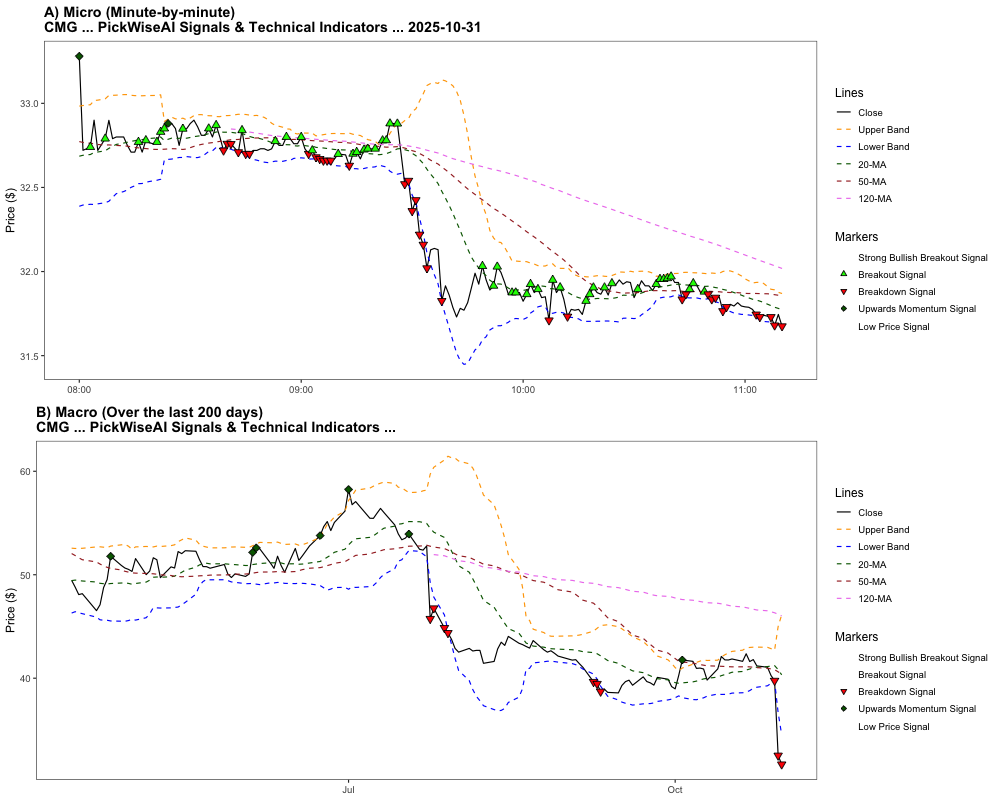 A) Micro (Minute-by-minute)
CMG ... PickWiseAI Signals & Technical Indicators ... 2025-10-31
Price ($)
33.0
32.5
32.0
31.5
08:00
09:00
10:00
11:00
Lines
Close
Upper Band
Lower Band
20-MA
50-MA
120-MA
Markers
Strong Bullish Breakout Signal
Breakout Signal
Breakdown Signal
Upwards Momentum Signal
Low Price Signal
B) Macro (Over the last 200 days)
CMG ... PickWiseAI Signals & Technical Indicators ...
Price ($)
60
50
40
Jul
Oct
Lines
Close
Upper Band
Lower Band
20-MA
50-MA
120-MA
Markers
Strong Bullish Breakout Signal
Breakout Signal
Breakdown Signal
Upwards Momentum Signal
Low Price Signal